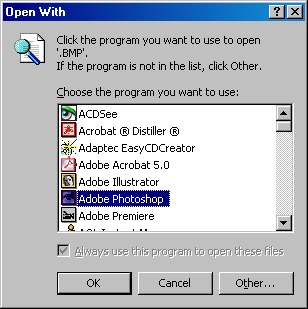 Open With
Click the program you want to use to open
'.BMP'.
If the program is not in the list, click Other.
Choose the program you want to use:
ACDSee
Acrobat ® Distiller ®
Adaptec EasyCDCreator
Adobe Acrobat 5.0
Adobe Illustrator
Adobe Photoshop
Adobe Premiere
Always use this program to open these files
OK
Cancel
Other...